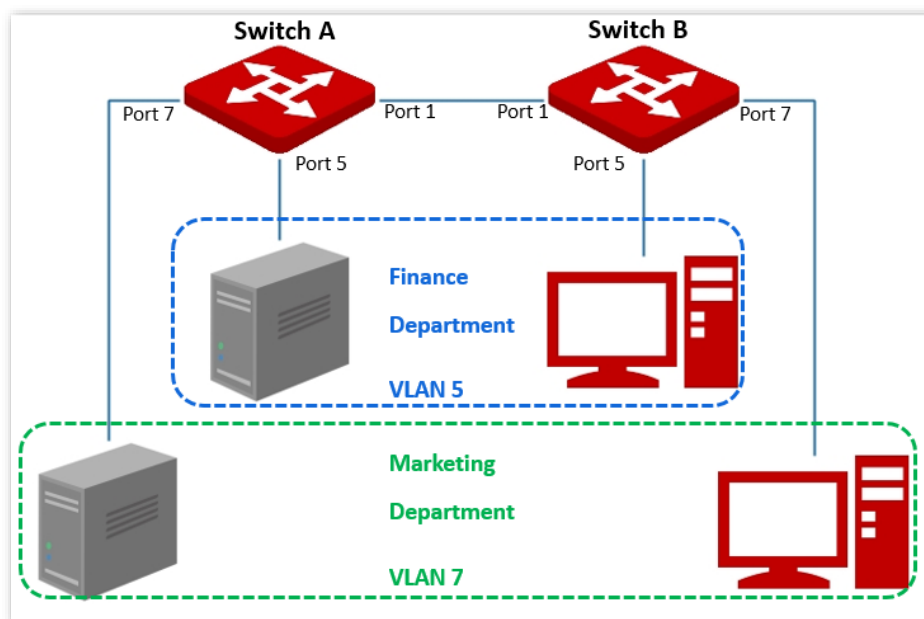 Switch A
Switch B
Port 7
Port 1
Port 1
Port 7
Port 5
Port 5
Finance
Department
VLAN 5
Marketing
Department
VLAN 7